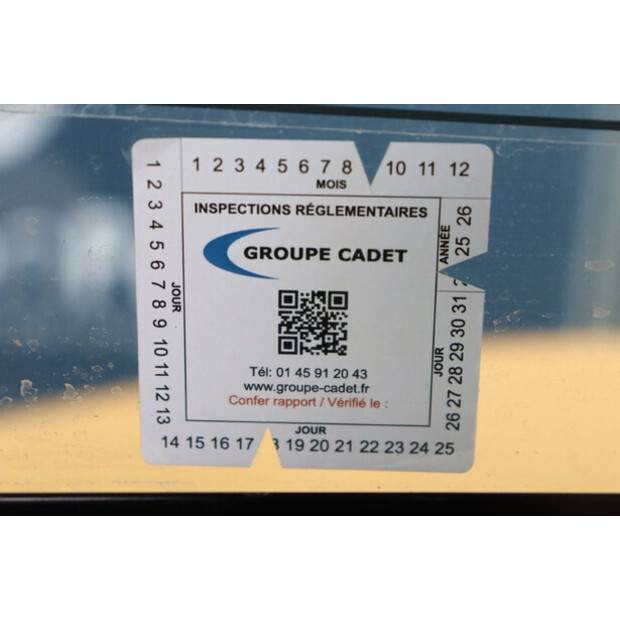 1 2 3 4 5 6 7 8 10 11 12
MOIS
1 2 3 4 5 6 7 8 9 10 11 12 13
JOUR
INSPECTIONS RÉGLEMENTAIRES
GROUPE CADET
Tél: 01 45 91 20 43
www.groupe-cadet.fr
Confer rapport / Vérifié le :
JOUR
14 15 16 17 19 20 21 22 23 24 25
JOUR
26 27 28 29 30 31
ANNÉE
25 26